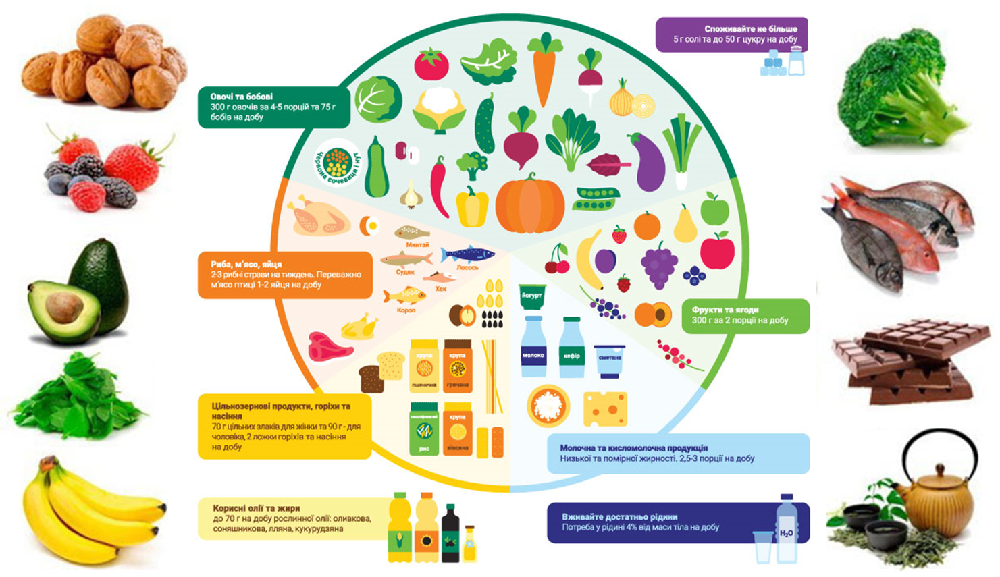 Споживайте не більше
5 г солі та до 50 г цукру на добу
Овочі та бобові
300 г овочів за 4-5 порцій та 75 г
бобів на добу
Червона сочевиця і нут
Риба, м'ясо, яйця
2-3 рибні страви на тиждень. Переважно
м'ясо птиці 1-2 яйця на добу
Минтай
Судак
Лосось
Хек
Короп
йогурт
Фрукти та ягоди
300 г за 2 порції на добу
молоко
кефір
сметана
крупа
пшенична
крупа
гречана
рис
крупа
вівсяна
Цільнозернові продукти, горіхи та
насіння
70 г цільних злаків для жінки та 90 г - для
чоловіка, 2 ложки горіхів та насіння
на добу
Молочна та кисломолочна продукція
Низької та помірної жирності. 2,5-3 порції на добу
Корисні олії та жири
до 70 г на добу рослинної олії: оливкова,
соняшникова, лляна, кукурудзяна
Вживайте достатньо рідини
Потреба у рідині 4% від маси тіла на добу
H₂O